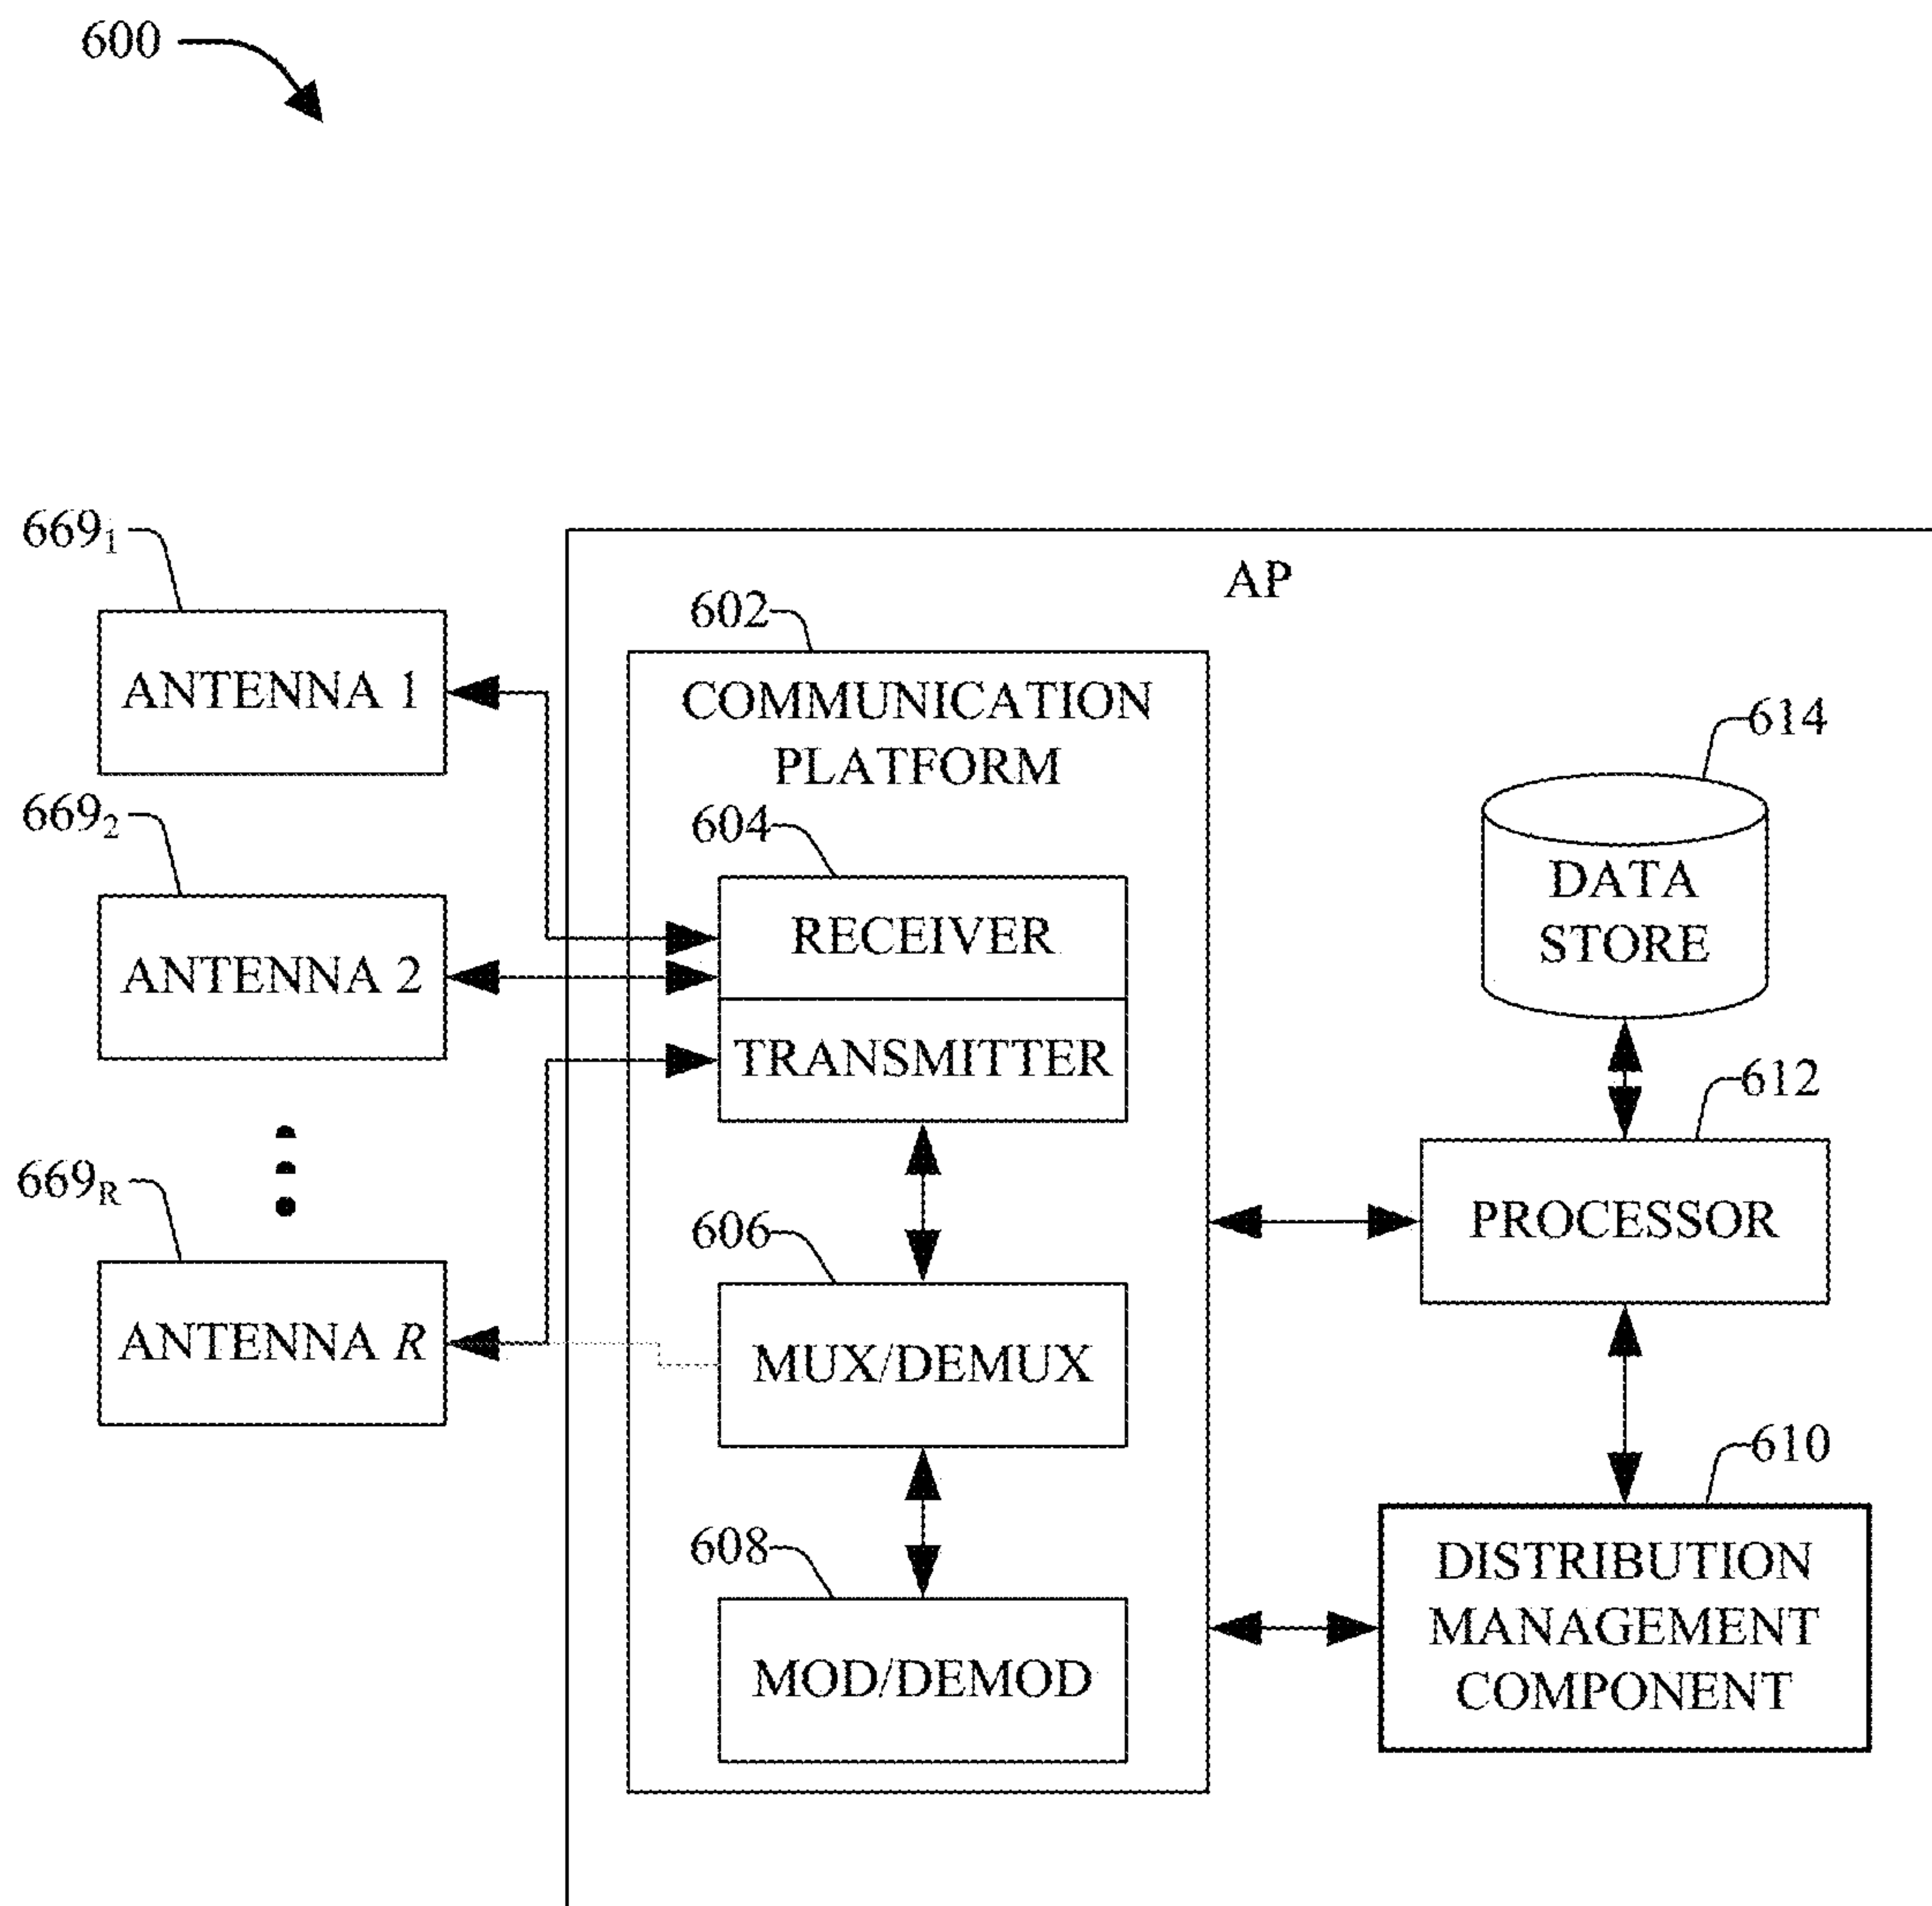 600
669₁
AP
602
ANTENNA 1
COMMUNICATION
PLATFORM
614
669₂
604
DATA
STORE
RECEIVER
ANTENNA 2
TRANSMITTER
612
669R
606
PROCESSOR
ANTENNA R
MUX/DEMUX
610
608
DISTRIBUTION
MANAGEMENT
COMPONENT
MOD/DEMOD